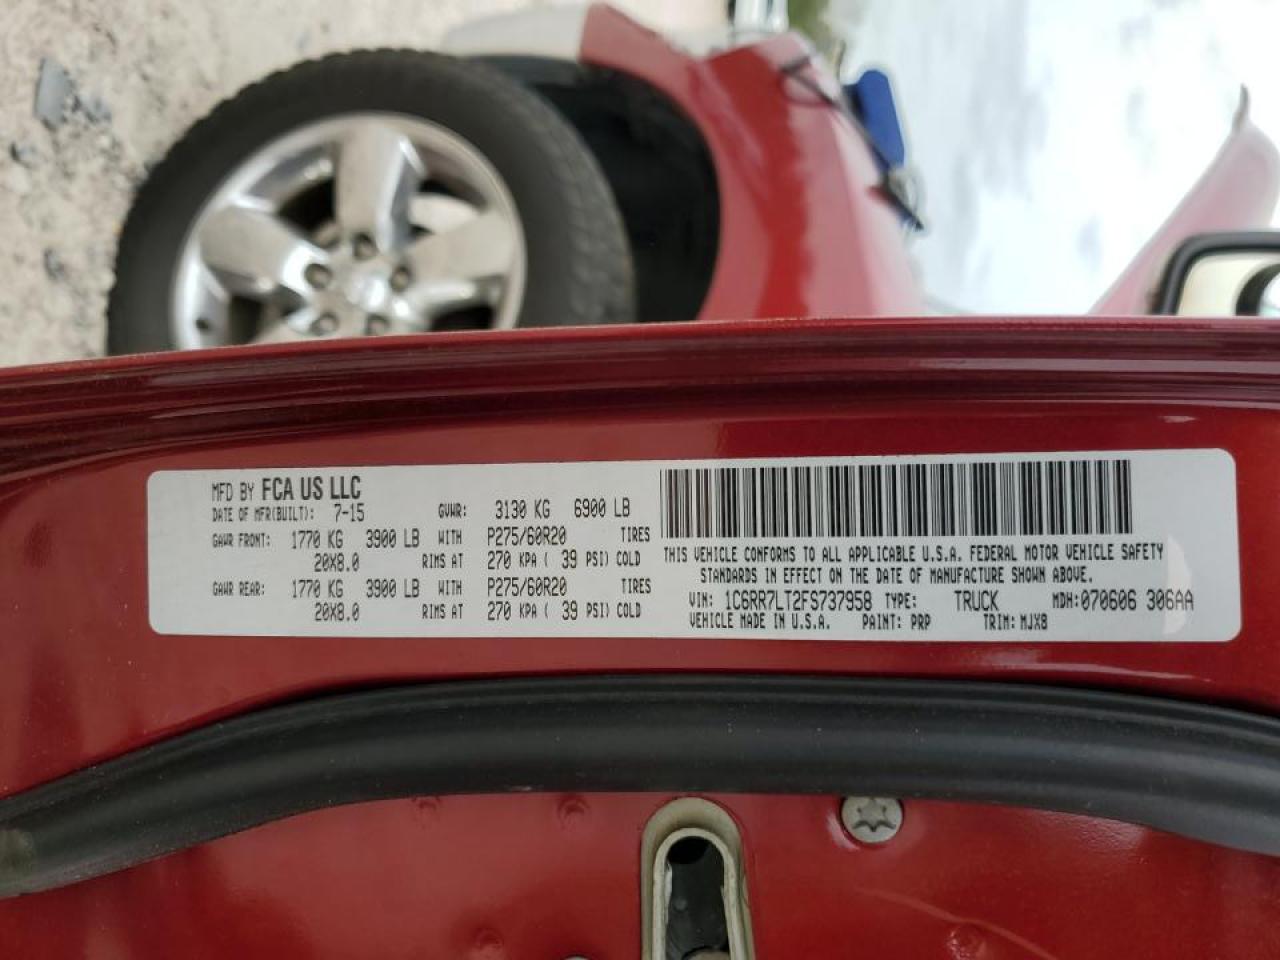 MFD BY FCA US LLC
DATE OF MFR(BUILT): 7-15 GVWR: 3130 KG 6900 LB
GAWR FRONT: 1770 KG 3900 LB WITH P275/60R20 TIRES
20X8.0 RIMS AT 270 KPA ( 39 PSI) COLD
GAWR REAR: 1770 KG 3900 LB WITH P275/60R20 TIRES
20X8.0 RIMS AT 270 KPA ( 39 PSI) COLD
THIS VEHICLE CONFORMS TO ALL APPLICABLE U.S.A. FEDERAL MOTOR VEHICLE SAFETY
STANDARDS IN EFFECT ON THE DATE OF MANUFACTURE SHOWN ABOVE.
VIN: 1C6RR7LT2FS737958 TYPE: TRUCK MDH:070606 306AA
VEHICLE MADE IN U.S.A. PAINT: PRP TRIM: MJX8